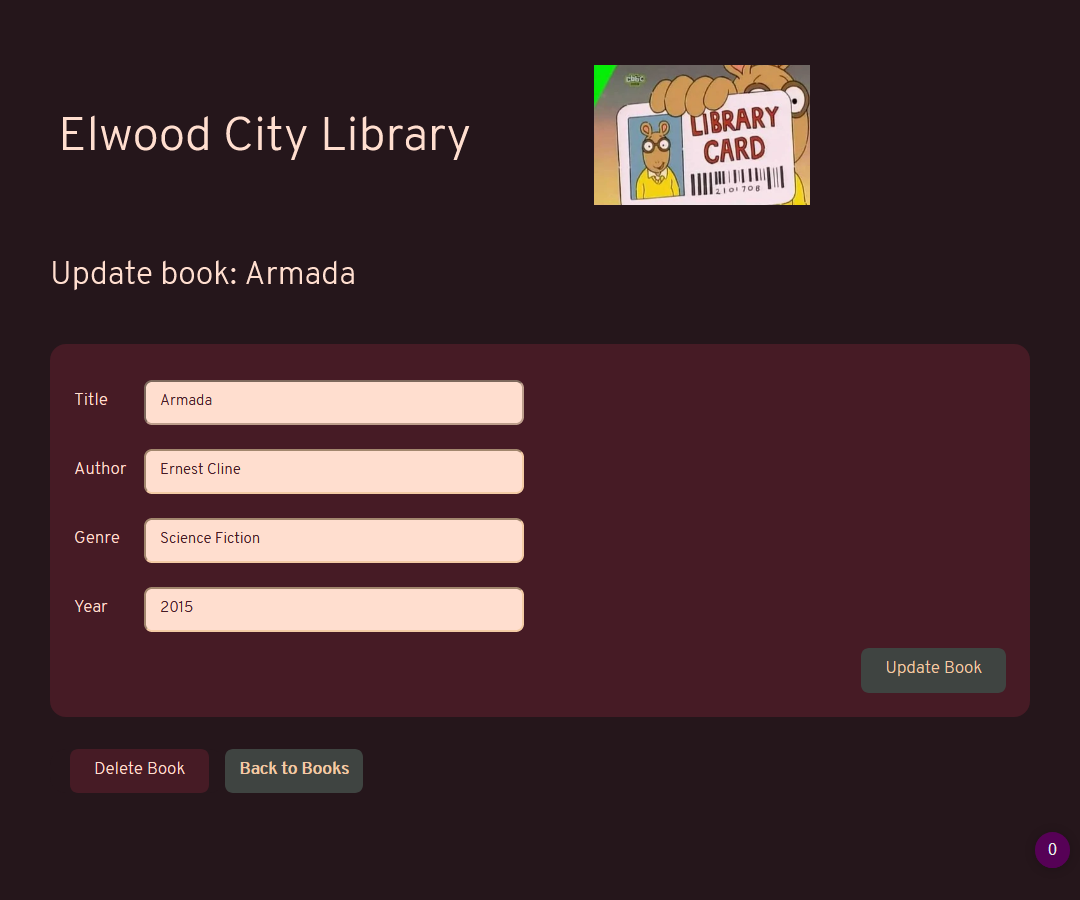 Elwood City Library
LIBRARY
CARD
2101708
Update book: Armada
Title
Armada
Author
Ernest Cline
Genre
Science Fiction
Year
2015
Update Book
Delete Book
Back to Books
0